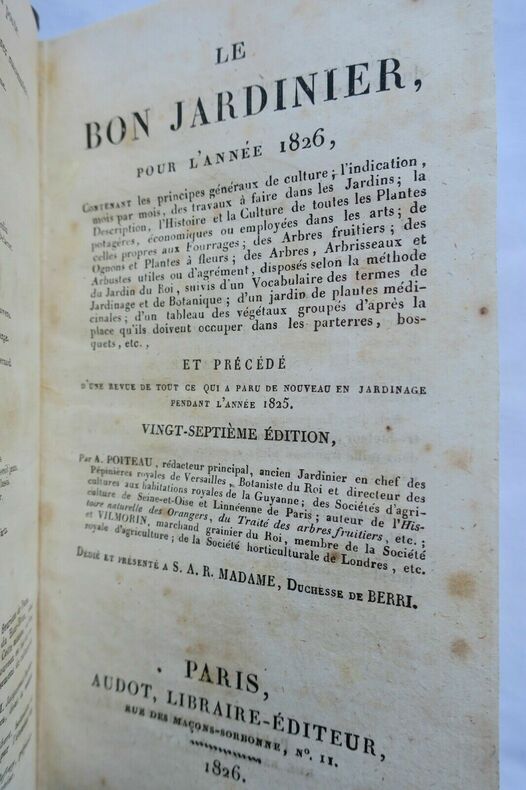 LE
BON JARDINIER,
POUR L'ANNÉE 1826,
Contenant les principes généraux de culture; l'indication,
mois par mois, des travaux à faire dans les Jardins; la
Description, l'Histoire et la Culture de toutes les Plantes
potagères, économiques ou employées dans les arts; de
celles propres aux Fourrages; des Arbres fruitiers; des
Ognons et Plantes à fleurs; des Arbres, Arbrisseaux et
Arbustes utiles ou d'agrément, disposés selon la méthode
du Jardin du Roi, suivis d'un Vocabulaire des termes de
Jardinage et de Botanique; d'un jardin de plantes médi-
cinales; d'un tableau des végétaux groupés d'après la
place qu'ils doivent occuper dans les parterres, bos-
quets, etc.,
ET PRÉCÉDÉ
D'UNE REVUE DE TOUT CE QUI A PARU DE NOUVEAU EN JARDINAGE
PENDANT L'ANNÉE 1825.
VINGT-SEPTIÈME ÉDITION,
Par A. POITEAU, rédacteur principal, ancien Jardinier en chef des
Pépinières royales de Versailles, Botaniste du Roi et directeur des
cultures aux habitations royales de la Guyanne; des Sociétés d'agri-
culture de Seine-et-Oise et Linnéenne de Paris; auteur de l'His-
toire naturelle des Orangers, du Traité des arbres fruitiers, etc.;
et VILMORIN, marchand grainier du Roi, membre de la Société
royale d'agriculture; de la Société horticulturale de Londres, etc.
Dédié et présenté a S. A. R. MADAME, Duchesse de BERRI.
PARIS,
AUDOT, LIBRAIRE-ÉDITEUR,
RUE DES MAÇONS-SORBONNE, N°. 11.
1826.